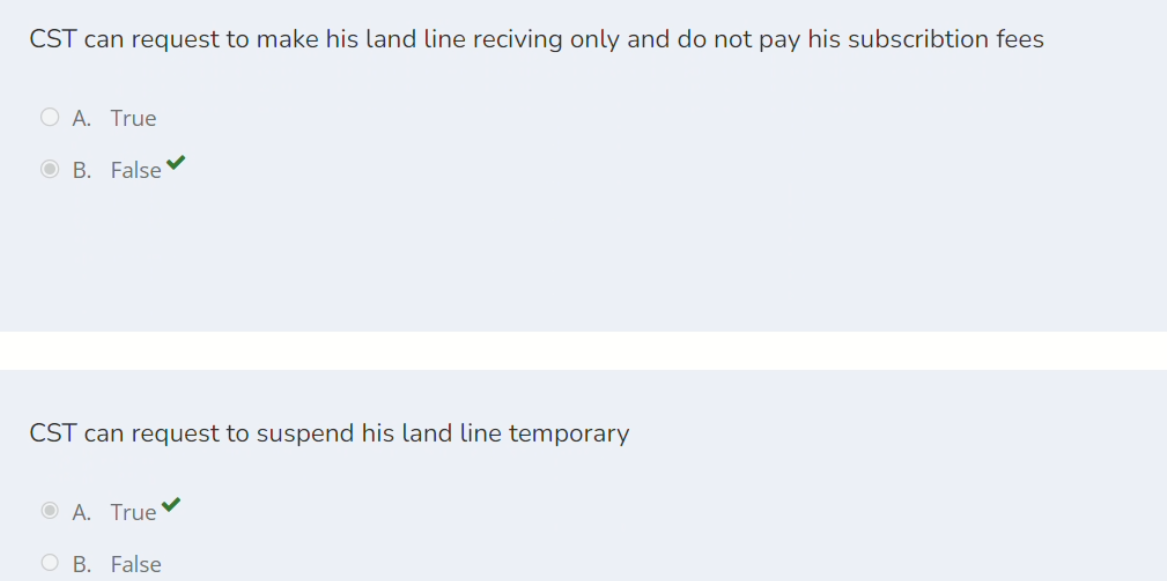 CST can request to make his land line reciving only and do not pay his subscribtion fees
A. True
B. False
CST can request to suspend his land line temporary
A. True
B. False